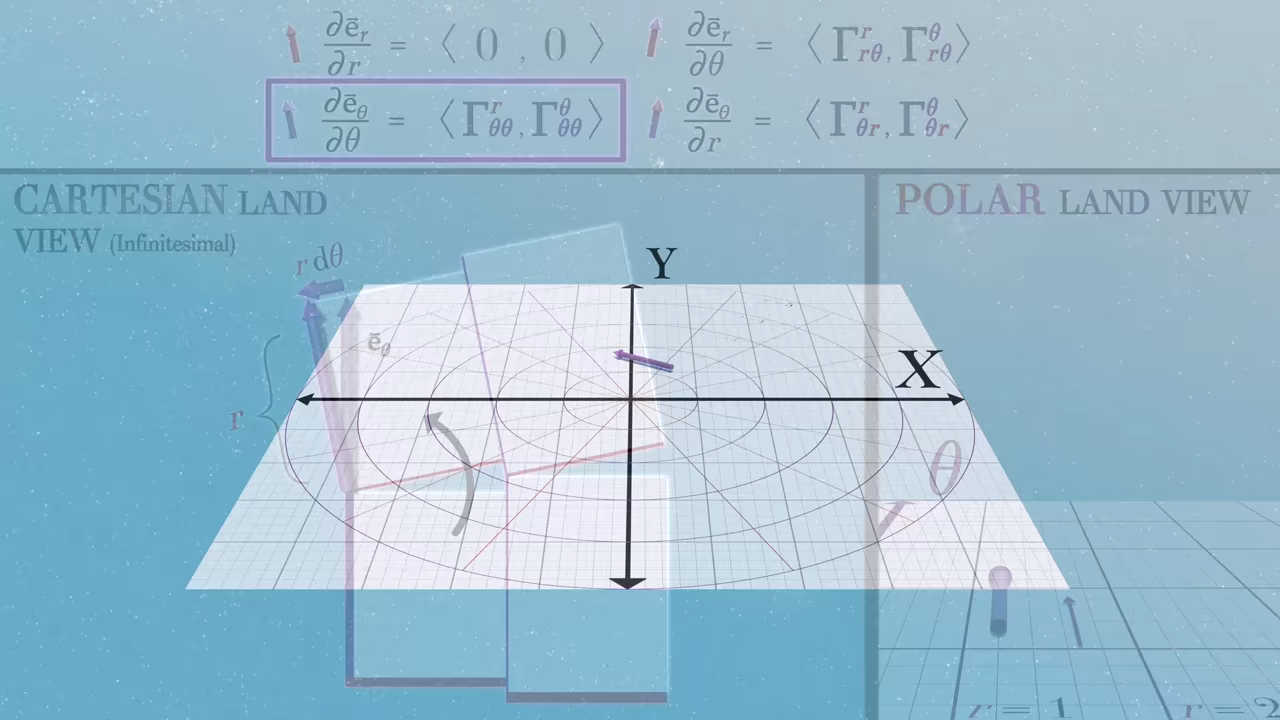 ∂ē_r/∂r = ⟨ 0 , 0 ⟩ ∂ē_r/∂θ = ⟨Γ^r_{rθ}, Γ^θ_{rθ}⟩
∂ē_θ/∂θ = ⟨Γ^r_{θθ}, Γ^θ_{θθ}⟩ ∂ē_θ/∂r = ⟨Γ^r_{θr}, Γ^θ_{θr}⟩
CARTESIAN LAND
VIEW (Infinitesimal)
POLAR LAND VIEW
r dθ
Y
ē_θ
X
r
θ
r = 1
r = 2